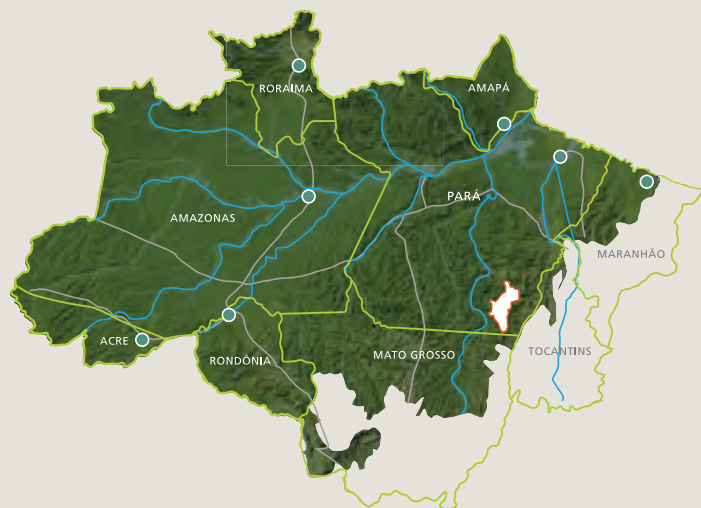 RORAIMA
AMAPÁ
PARÁ
AMAZONAS
MARANHÃO
ACRE
RONDÔNIA
MATO GROSSO
TOCANTINS